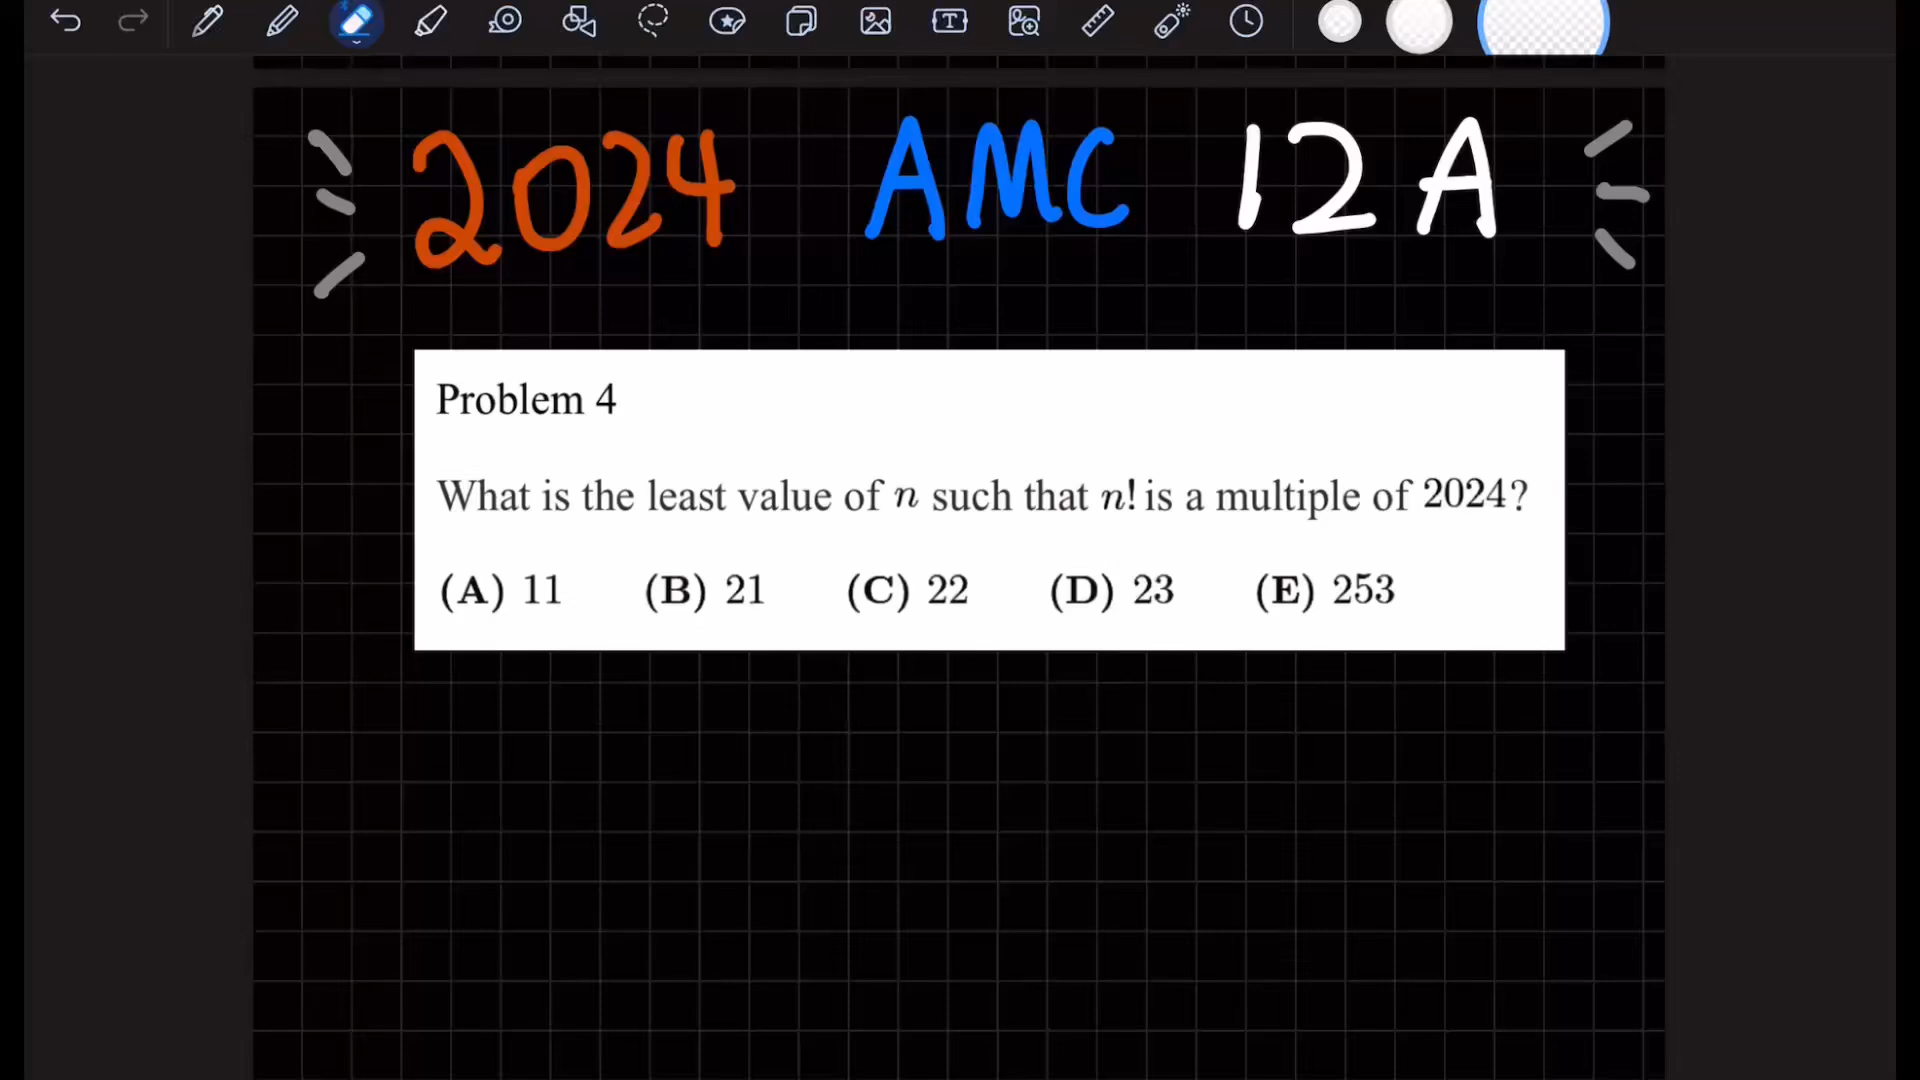 2024 AMC 12 A
Problem 4
What is the least value of n such that n! is a multiple of 2024?
(A) 11 (B) 21 (C) 22 (D) 23 (E) 253